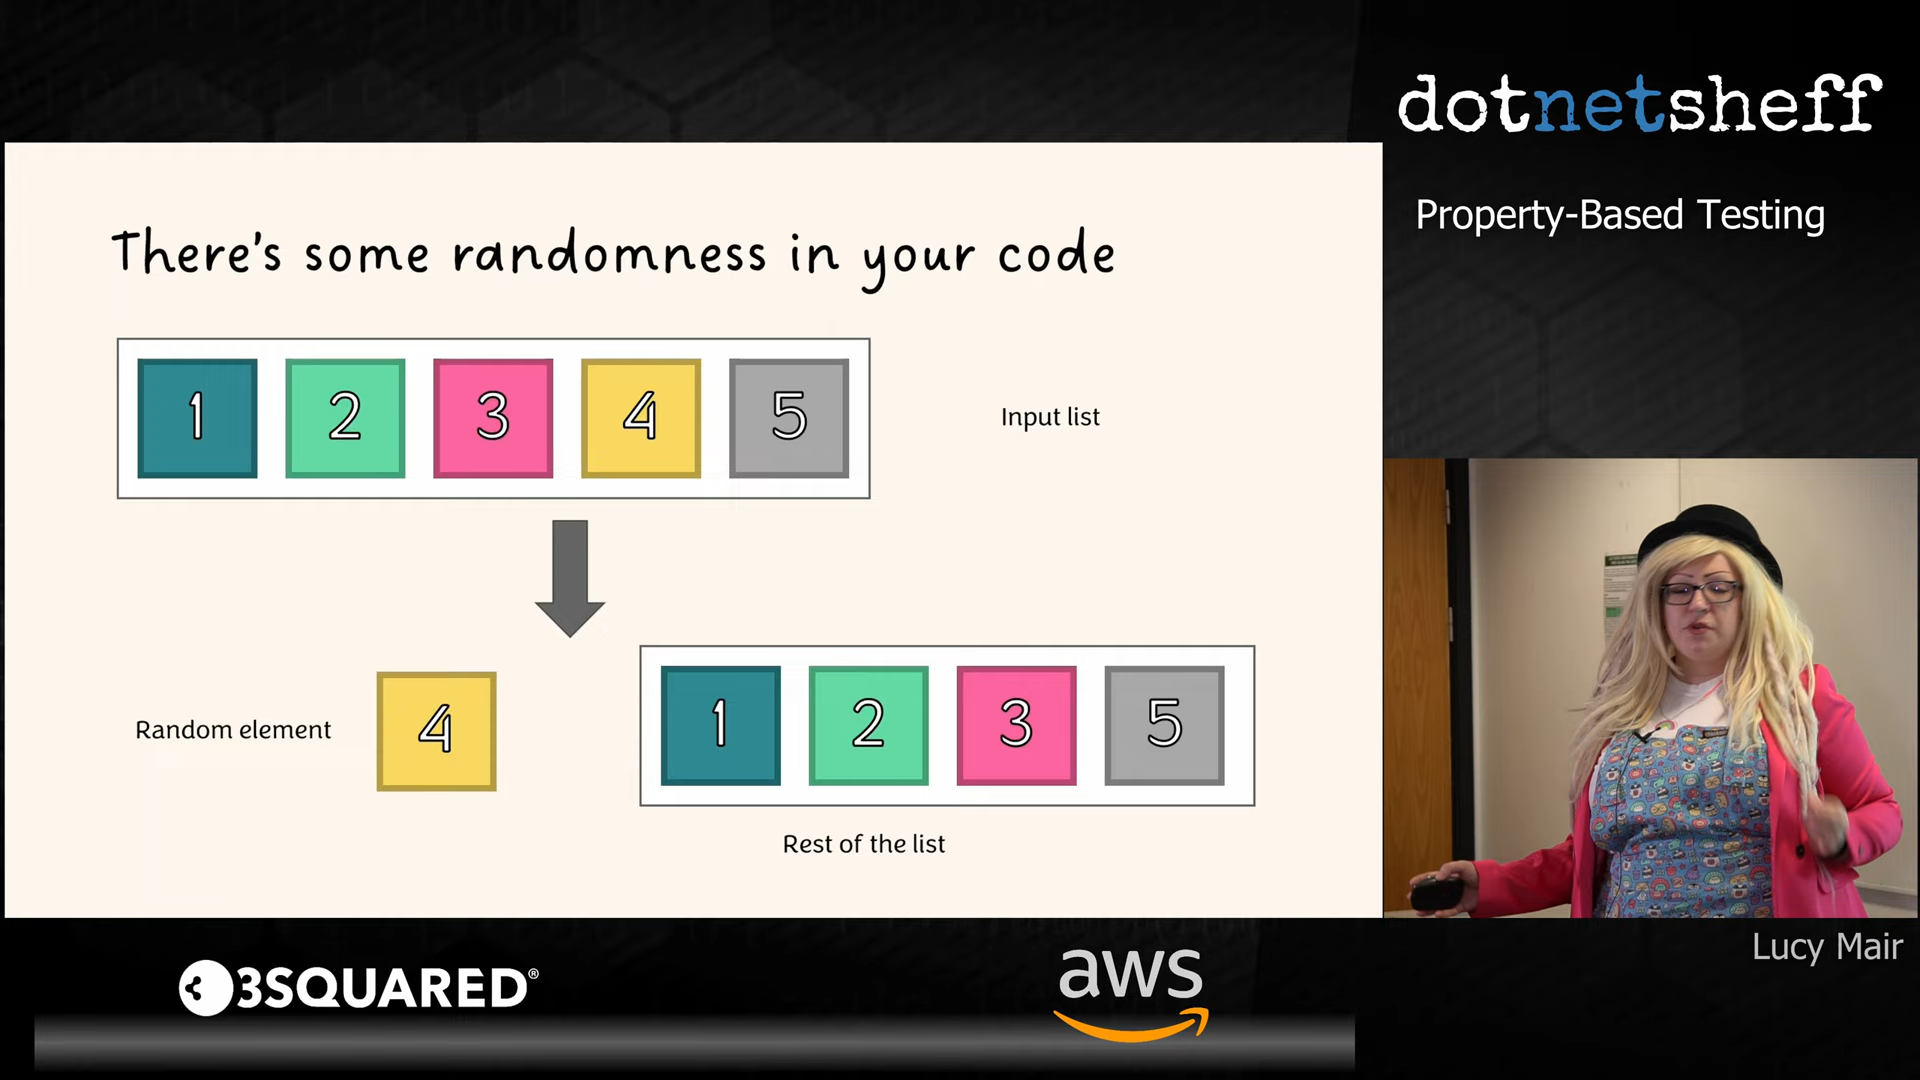 dotnetsheff
Property-Based Testing
There's some randomness in your code
1 2 3 4 5
Input list
Random element
4
1 2 3 5
Rest of the list
Lucy Mair
3SQUARED®
aws